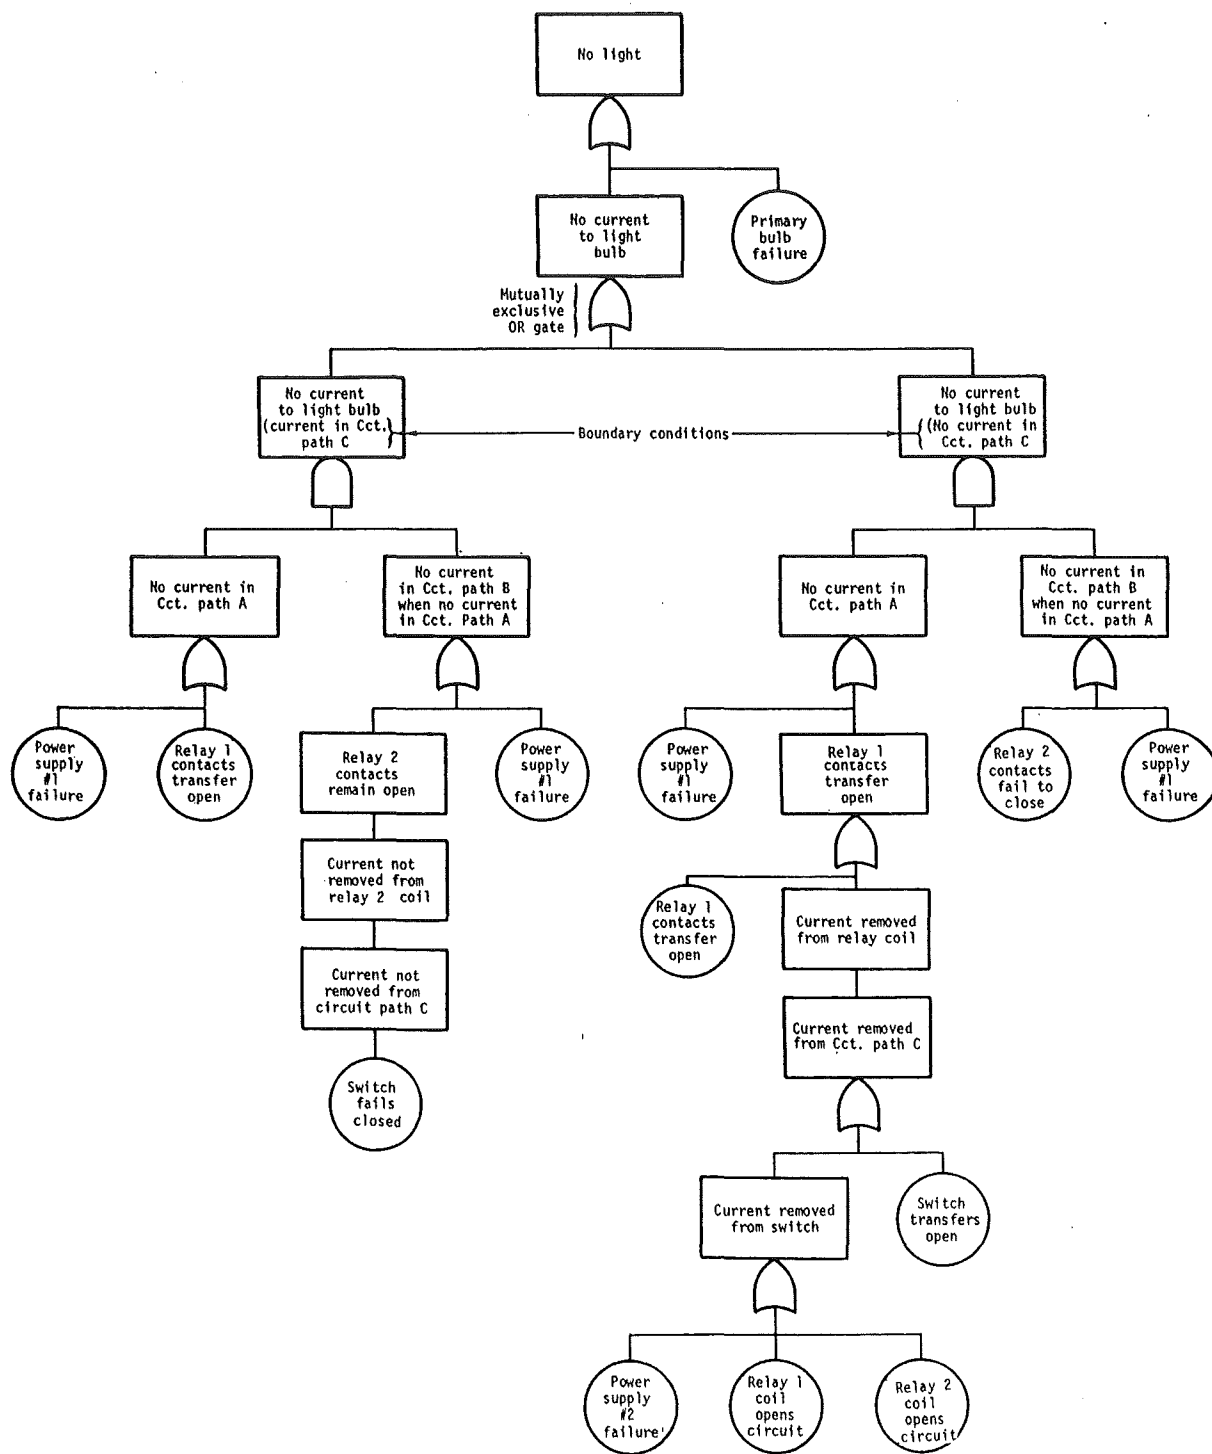 No light
No current
to light
bulb
Primary
bulb
failure
Mutually
exclusive
OR gate
No current
to light bulb
(current in Cct.
path C
Boundary conditions
No current
to light bulb
(No current in
Cct. path C
No current in
Cct. path A
No current
in Cct. path B
when no current
in Cct. Path A
No current in
Cct. path A
No current in
Cct. path B
when no current
in Cct. path A
Power
supply
#1
failure
Relay 1
contacts
transfer
open
Relay 2
contacts
remain open
Power
supply
#1
failure
Power
supply
#1
failure
Relay 1
contacts
transfer
open
Relay 2
contacts
fail to
close
Power
supply
#1
failure
Current not
removed from
relay 2 coil
Relay 1
contacts
transfer
open
Current removed
from relay coil
Current not
removed from
circuit path C
Current removed
from Cct. path C
Switch
fails
closed
Current removed
from switch
Switch
transfers
open
Power
supply
#2
failure
Relay 1
coil
opens
circuit
Relay 2
coil
opens
circuit